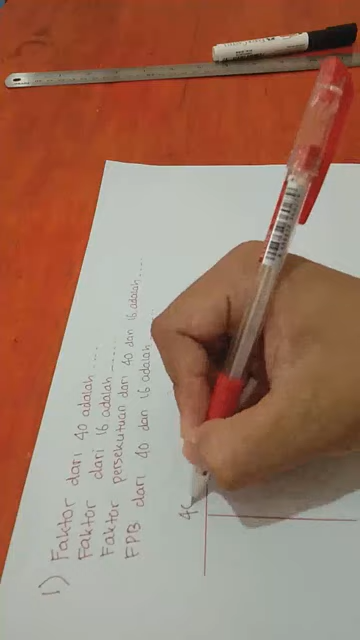 1) Faktor dari 40 adalah ....
Faktor dari 16 adalah ........
Faktor persekutuan dari 40 dan 16 adalah ....
FPB dari 40 dan 16 adalah